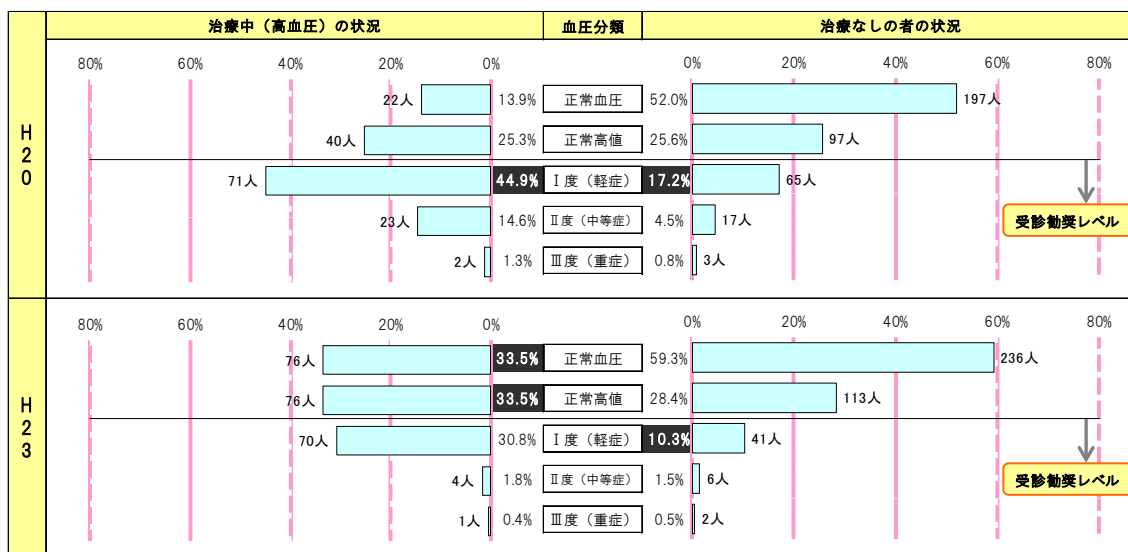 治療中（高血圧）の状況 血圧分類 治療なしの者の状況
H20
80% 60% 40% 20% 0% 0% 20% 40% 60% 80%
22人 13.9% 正常血圧 52.0% 197人
40人 25.3% 正常高値 25.6% 97人
71人 44.9% Ⅰ度（軽症） 17.2% 65人
23人 14.6% Ⅱ度（中等症） 4.5% 17人
受診勧奨レベル
2人 1.3% Ⅲ度（重症） 0.8% 3人
H23
80% 60% 40% 20% 0% 0% 20% 40% 60% 80%
76人 33.5% 正常血圧 59.3% 236人
76人 33.5% 正常高値 28.4% 113人
70人 30.8% Ⅰ度（軽症） 10.3% 41人
4人 1.8% Ⅱ度（中等症） 1.5% 6人
受診勧奨レベル
1人 0.4% Ⅲ度（重症） 0.5% 2人